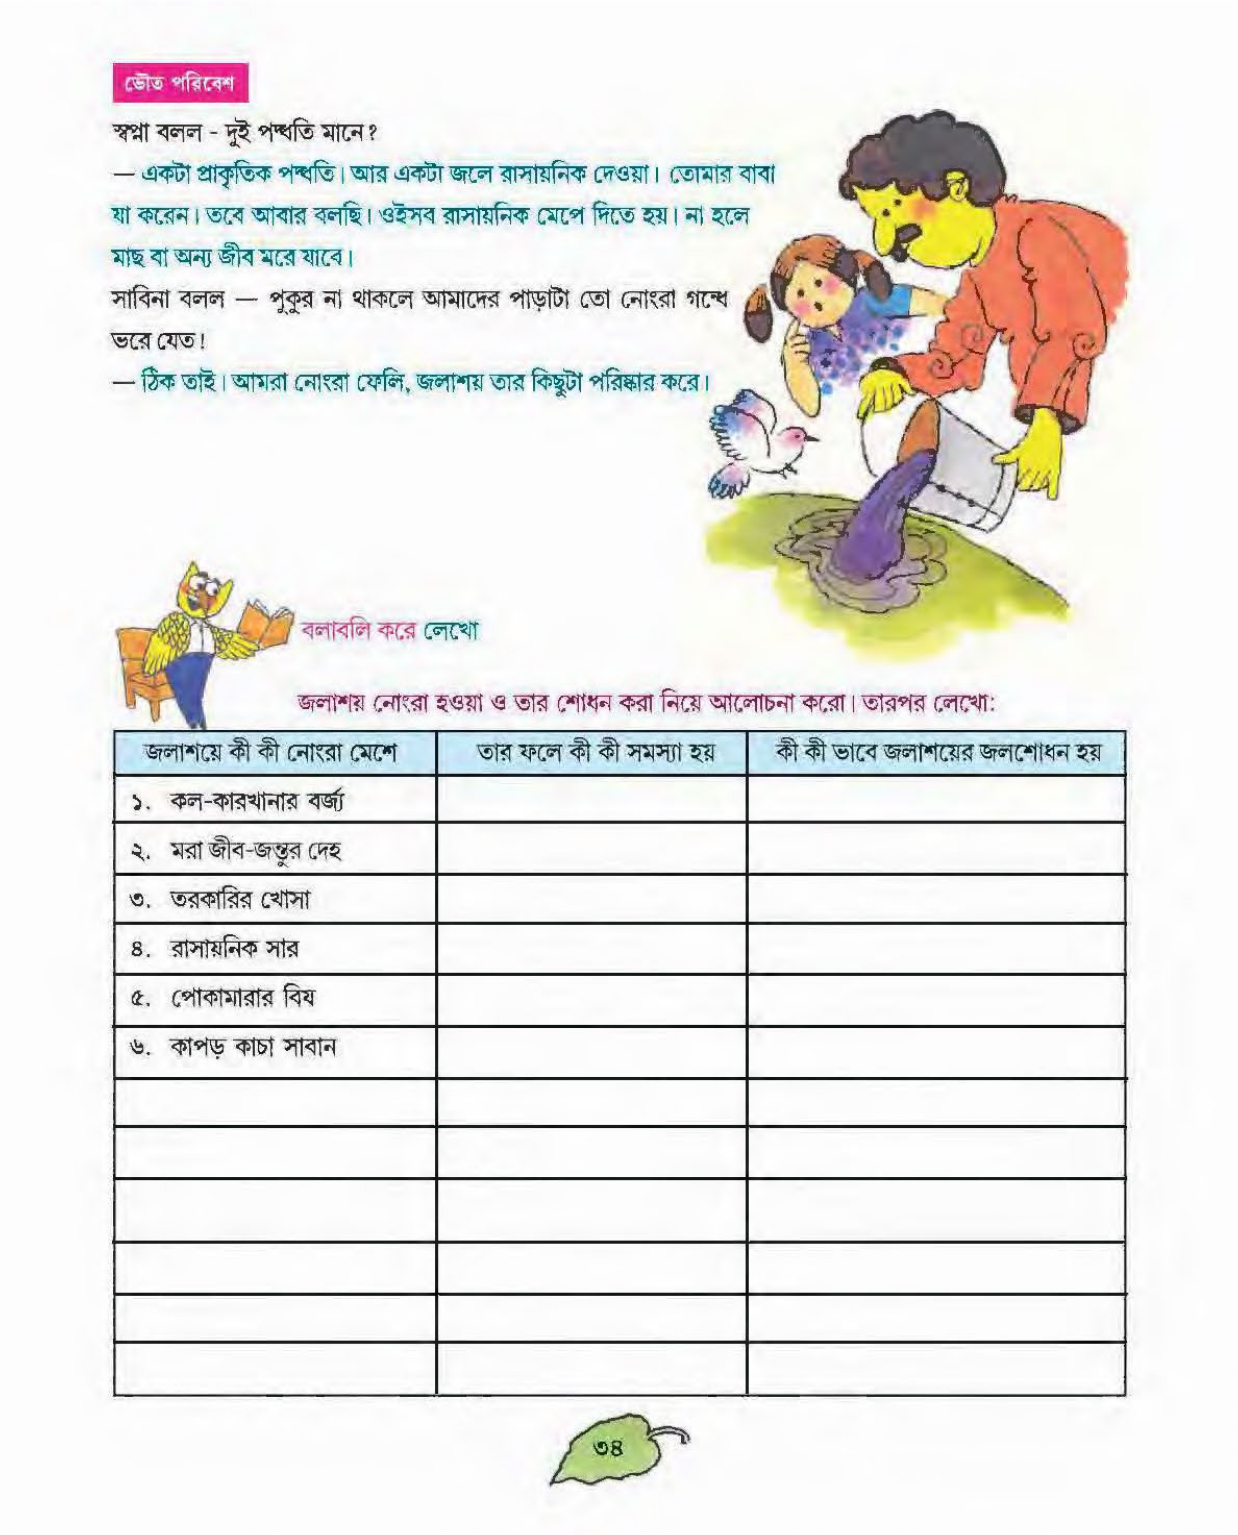 ভৌত পরিবেশ
স্বপ্না বলল - দুই পদ্ধতি মানে?
— একটা প্রাকৃতিক পদ্ধতি। আর একটা জলে রাসায়নিক দেওয়া। তোমার বাবা
যা করেন। তবে আবার বলছি। ওইসব রাসায়নিক মেপে দিতে হয়। না হলে
মাছ বা অন্য জীব মরে যাবে।
সাবিনা বলল — পুকুর না থাকলে আমাদের পাড়াটা তো নোংরা গন্ধে
ভরে যেত!
— ঠিক তাই। আমরা নোংরা ফেলি, জলাশয় তার কিছুটা পরিষ্কার করে।
বলাবলি করে লেখো
জলাশয় নোংরা হওয়া ও তার শোধন করা নিয়ে আলোচনা করো। তারপর লেখো:
জলাশয়ে কী কী নোংরা মেশে তার ফলে কী কী সমস্যা হয় কী কী ভাবে জলাশয়ের জলশোধন হয়
১. কল-কারখানার বর্জ্য
২. মরা জীব-জন্তুর দেহ
৩. তরকারির খোসা
৪. রাসায়নিক সার
৫. পোকামারার বিষ
৬. কাপড় কাচা সাবান
৩৪